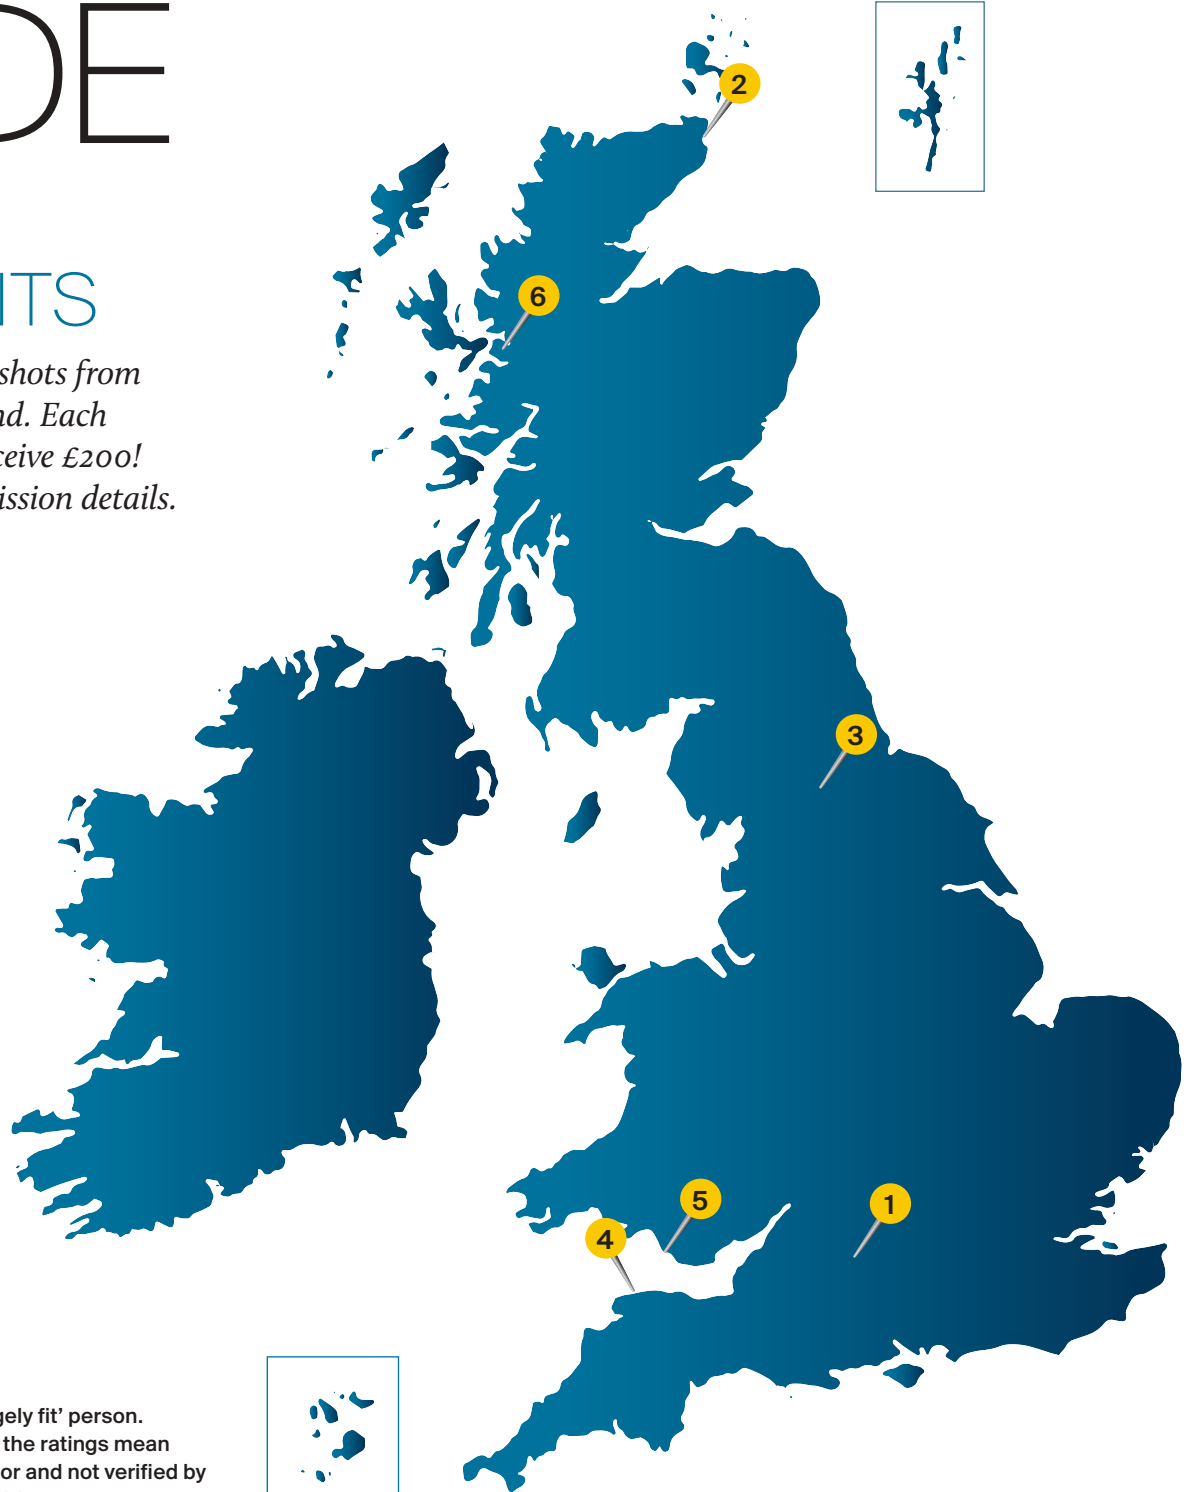 DE
ITS
shots from
nd. Each
ceive £200!
ission details.
2
6
3
5
1
4
gely fit' person.
the ratings mean
or and not verified by